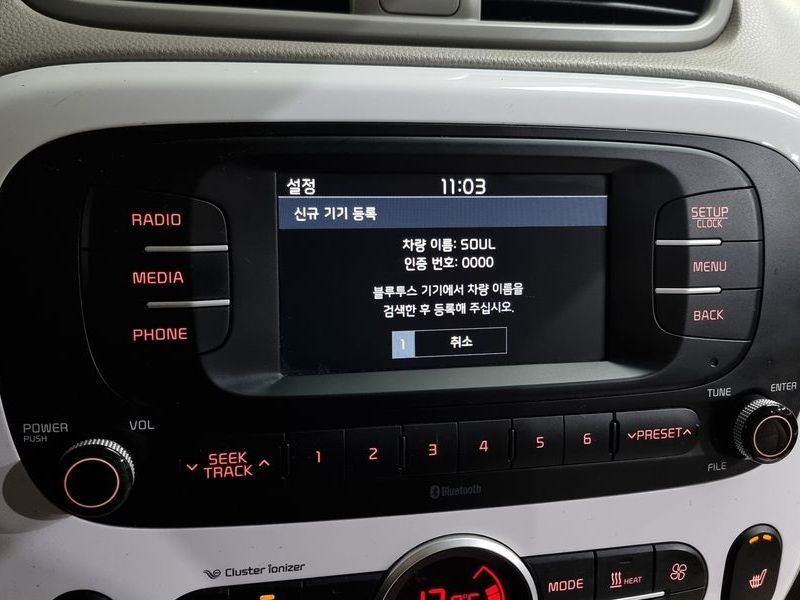 설정 11:03
신규 기기 등록
차량 이름: SOUL
인증 번호: 0000
블루투스 기기에서 차량 이름을
검색한 후 등록해 주십시오.
1 취소
RADIO
MEDIA
PHONE
SETUP
CLOCK
MENU
BACK
POWER
PUSH
VOL
SEEK
TRACK
1 2 3 4 5 6
PRESET
TUNE
ENTER
FILE
Bluetooth
Cluster ionizer
MODE
HEAT